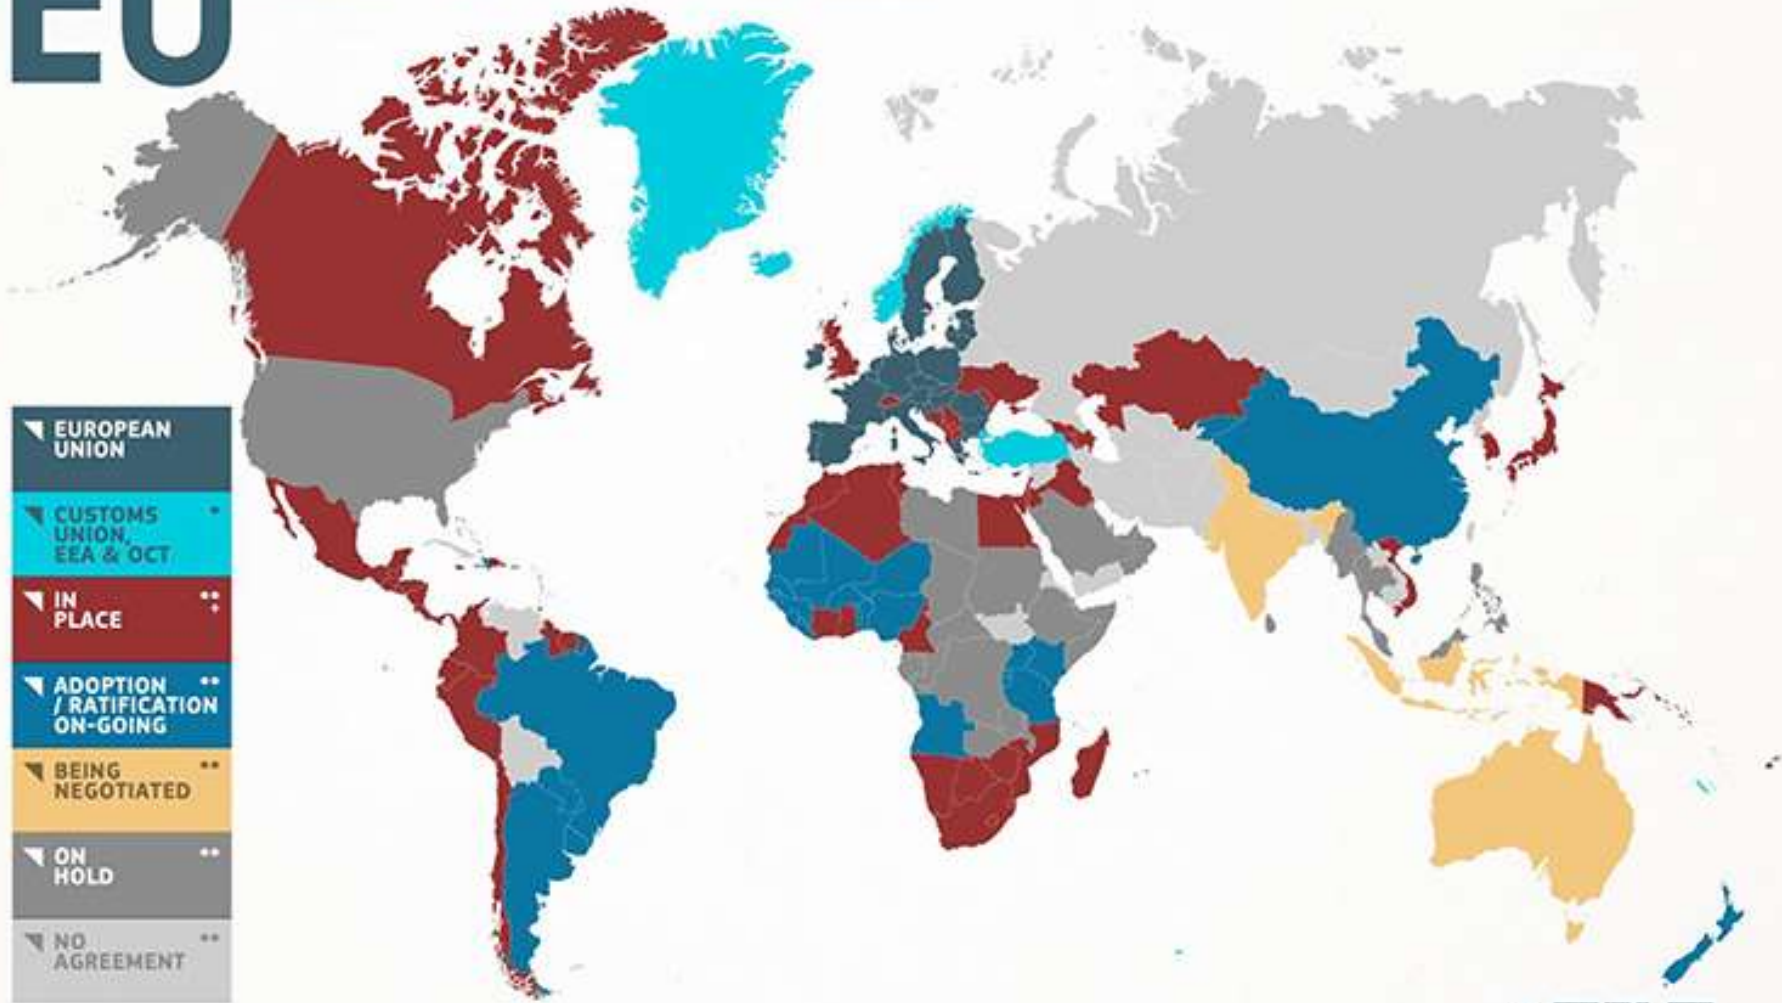 EU
EUROPEAN
UNION
CUSTOMS *
UNION,
EEA & OCT
IN **
PLACE +
ADOPTION **
/ RATIFICATION
ON-GOING
BEING **
NEGOTIATED
ON **
HOLD
NO **
AGREEMENT